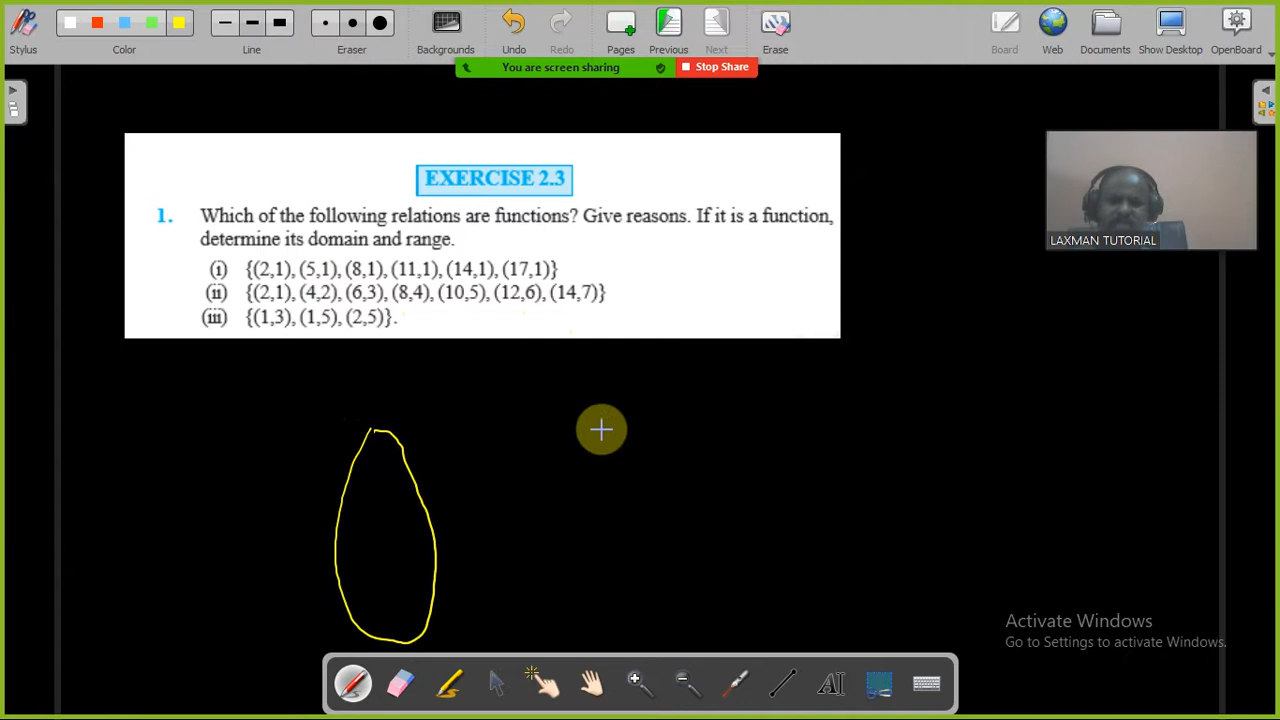 Stylus Color Line Eraser Backgrounds Undo Redo Pages Previous Next Erase Board Web Documents Show Desktop OpenBoard
You are screen sharing Stop Share
EXERCISE 2.3
1. Which of the following relations are functions? Give reasons. If it is a function,
determine its domain and range.
(i) {(2,1), (5,1), (8,1), (11,1), (14,1), (17,1)}
(ii) {(2,1), (4,2), (6,3), (8,4), (10,5), (12,6), (14,7)}
(iii) {(1,3), (1,5), (2,5)}.
LAXMAN TUTORIAL
Activate Windows
Go to Settings to activate Windows.
AI